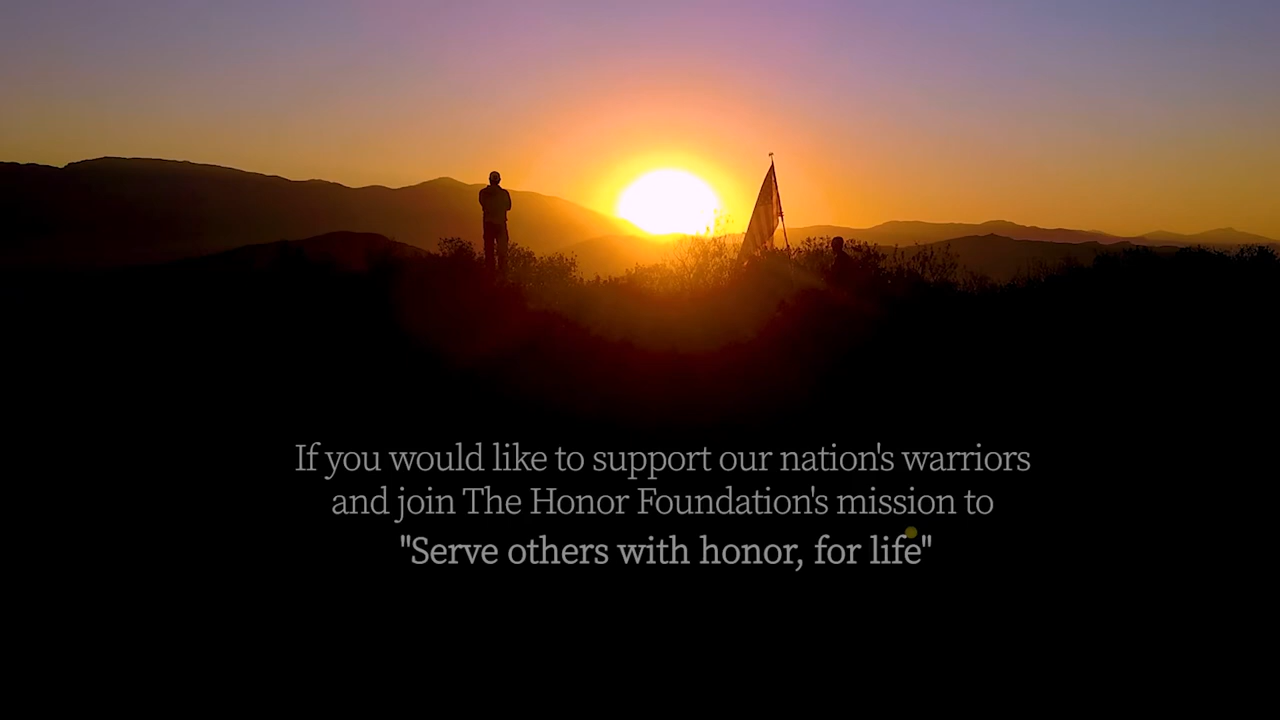 If you would like to support our nation's warriors
and join The Honor Foundation's mission to
"Serve others with honor, for life"